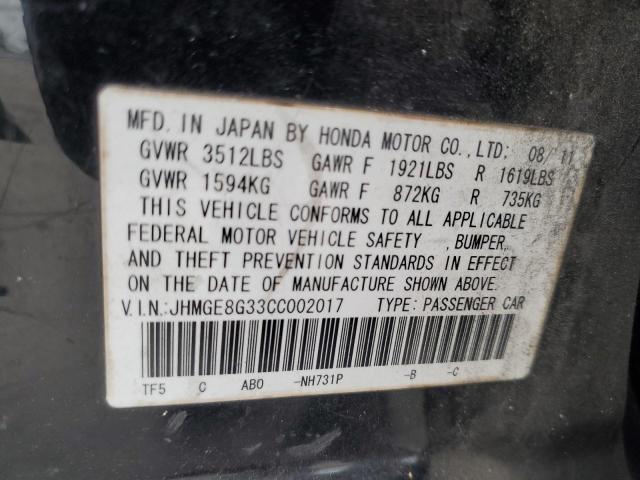 MFD. IN JAPAN BY HONDA MOTOR CO., LTD. 08/11
GVWR 3512LBS GAWR F 1921LBS R 1619LBS
GVWR 1594KG GAWR F 872KG R 735KG
THIS VEHICLE CONFORMS TO ALL APPLICABLE
FEDERAL MOTOR VEHICLE SAFETY , BUMPER,
AND THEFT PREVENTION STANDARDS IN EFFECT
ON THE DATE OF MANUFACTURE SHOWN ABOVE.
V.I.N.:JHMGE8G33CC002017 TYPE: PASSENGER CAR
TF5 C AB0 -NH731P -B -C